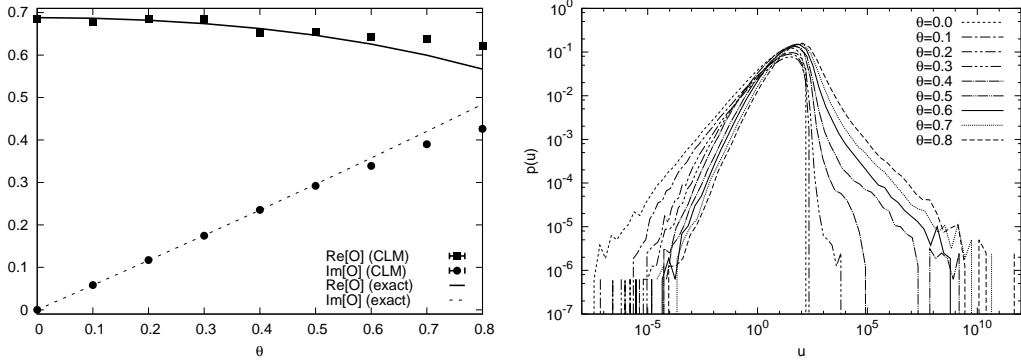 0.7
0.6
0.5
0.4
0.3
0.2
0.1
0
0 0.1 0.2 0.3 0.4 0.5 0.6 0.7 0.8
θ
Re[O] (CLM)
Im[O] (CLM)
Re[O] (exact)
Im[O] (exact)
10^0
10^-1
10^-2
10^-3
10^-4
10^-5
10^-6
10^-7
p(u)
10^-5 10^0 10^5 10^10
u
θ=0.0
θ=0.1
θ=0.2
θ=0.3
θ=0.4
θ=0.5
θ=0.6
θ=0.7
θ=0.8